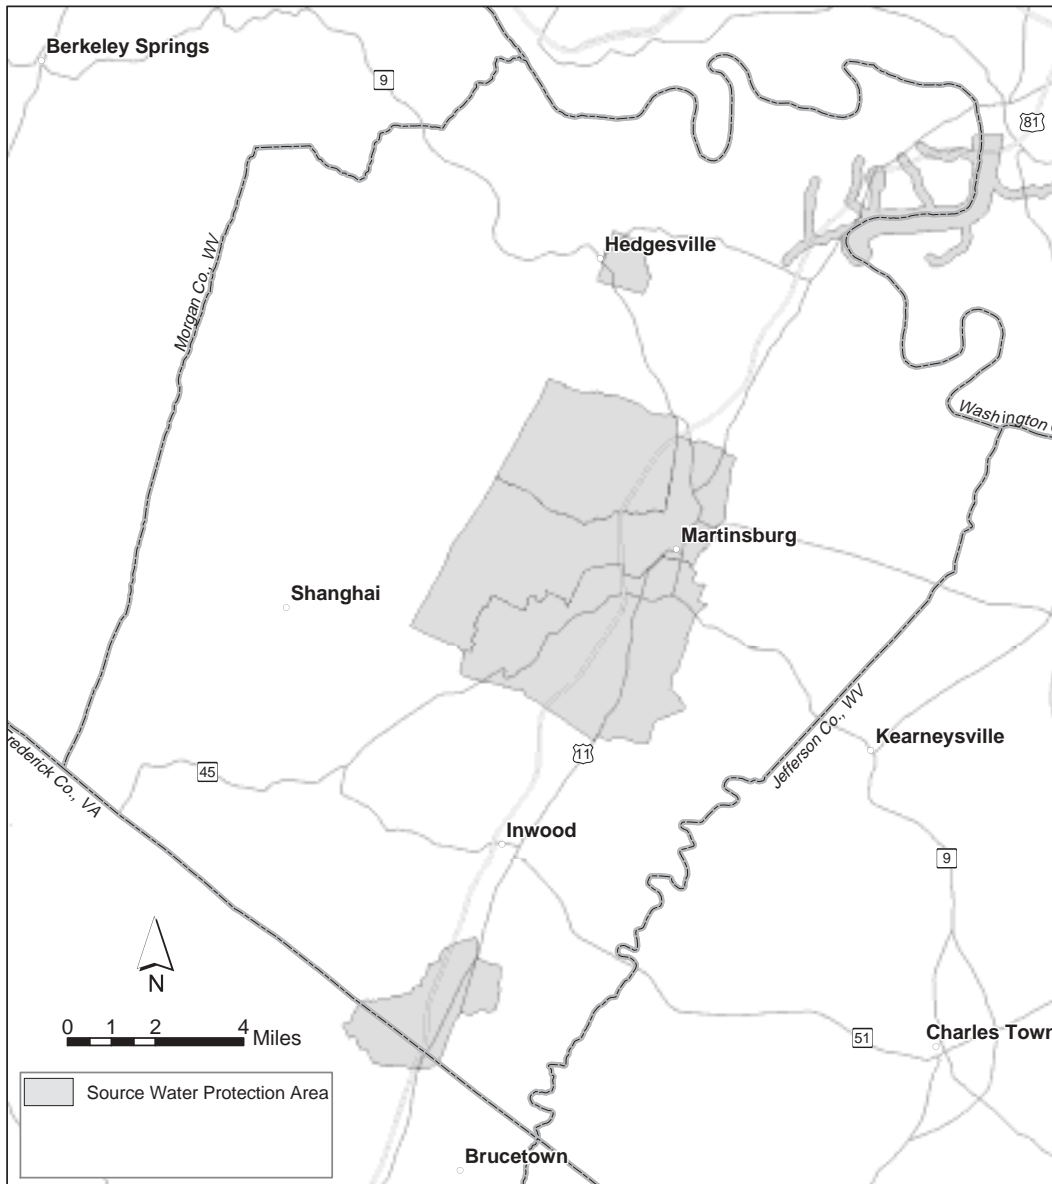 Berkeley Springs
9
81
Hedgesville
Morgan Co., WV
Washington
Martinsburg
Shanghai
Jefferson Co., WV
Kearneysville
11
45
Frederick Co., VA
Inwood
9
N
0 1 2 4 Miles
51
Charles Town
Source Water Protection Area
Brucetown